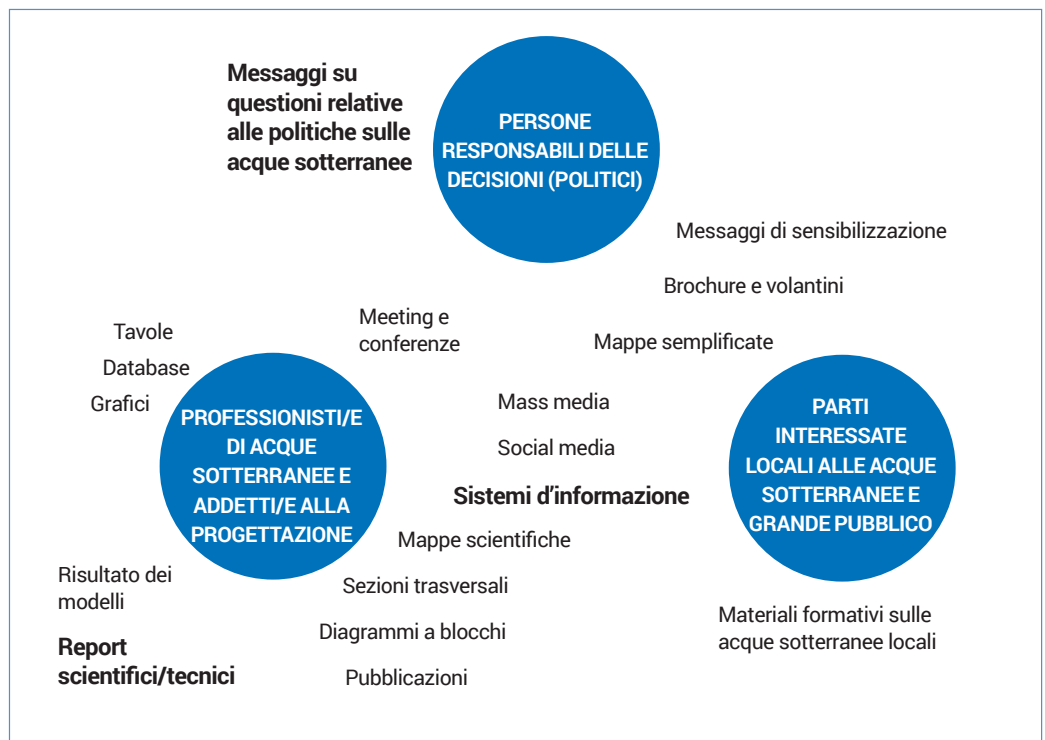 Messaggi su
questioni relative
alle politiche sulle
acque sotterranee
PERSONE
RESPONSABILI DELLE
DECISIONI (POLITICI)
Messaggi di sensibilizzazione
Brochure e volantini
Mappe semplificate
Meeting e
conferenze
Tavole
Database
Grafici
Mass media
Social media
Sistemi d’informazione
PROFESSIONISTI/E
DI ACQUE
SOTTERRANEE E
ADDETTI/E ALLA
PROGETTAZIONE
PARTI
INTERESSATE
LOCALI ALLE ACQUE
SOTTERRANEE E
GRANDE PUBBLICO
Mappe scientifiche
Sezioni trasversali
Diagrammi a blocchi
Pubblicazioni
Risultato dei
modelli
Report
scientifici/tecnici
Materiali formativi sulle
acque sotterranee locali